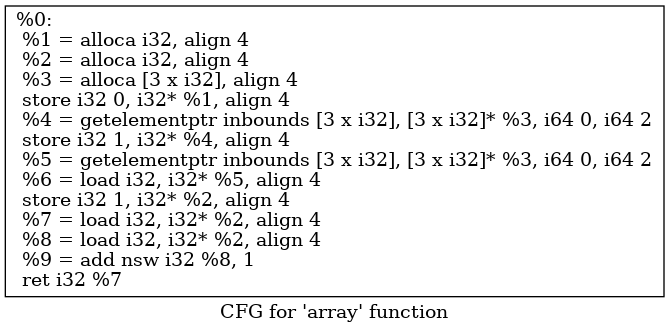 %0:
%1 = alloca i32, align 4
%2 = alloca i32, align 4
%3 = alloca [3 x i32], align 4
store i32 0, i32* %1, align 4
%4 = getelementptr inbounds [3 x i32], [3 x i32]* %3, i64 0, i64 2
store i32 1, i32* %4, align 4
%5 = getelementptr inbounds [3 x i32], [3 x i32]* %3, i64 0, i64 2
%6 = load i32, i32* %5, align 4
store i32 1, i32* %2, align 4
%7 = load i32, i32* %2, align 4
%8 = load i32, i32* %2, align 4
%9 = add nsw i32 %8, 1
ret i32 %7
CFG for 'array' function